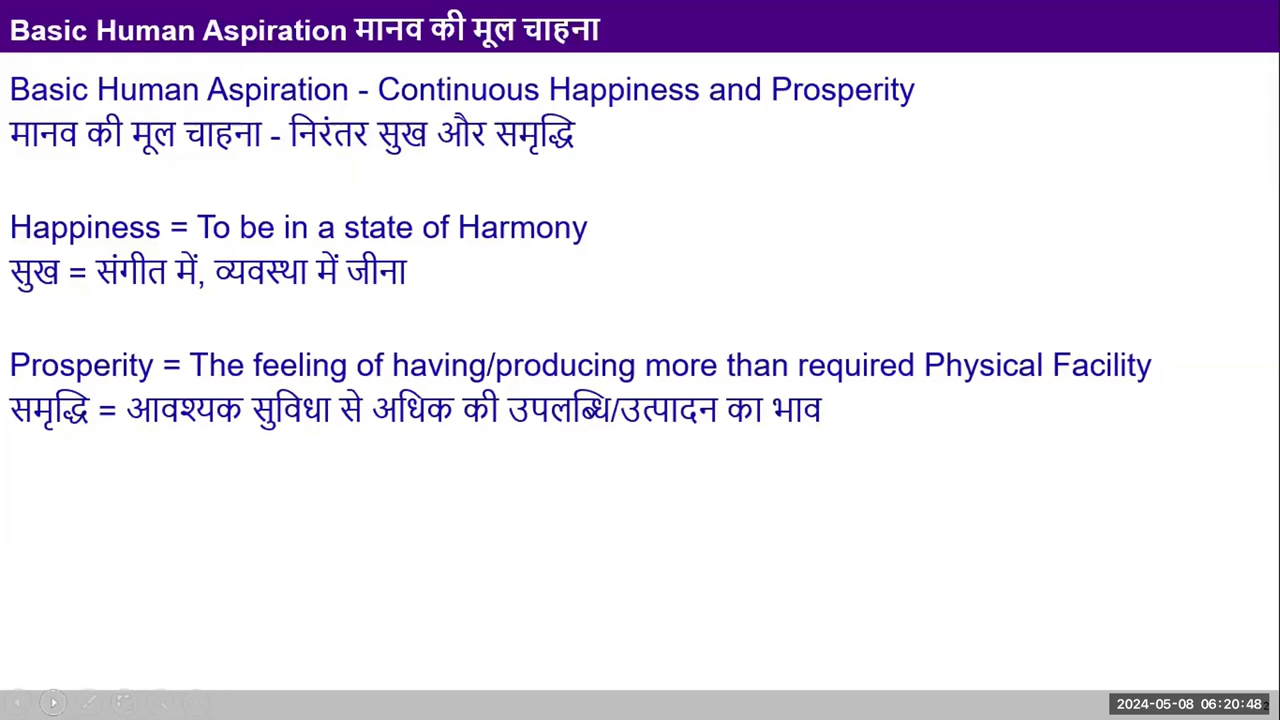 Basic Human Aspiration मानव की मूल चाहना
Basic Human Aspiration - Continuous Happiness and Prosperity
मानव की मूल चाहना - निरंतर सुख और समृद्धि
Happiness = To be in a state of Harmony
सुख = संगीत में, व्यवस्था में जीना
Prosperity = The feeling of having/producing more than required Physical Facility
समृद्धि = आवश्यक सुविधा से अधिक की उपलब्धि/उत्पादन का भाव
2024-05-08 06:20:48
2